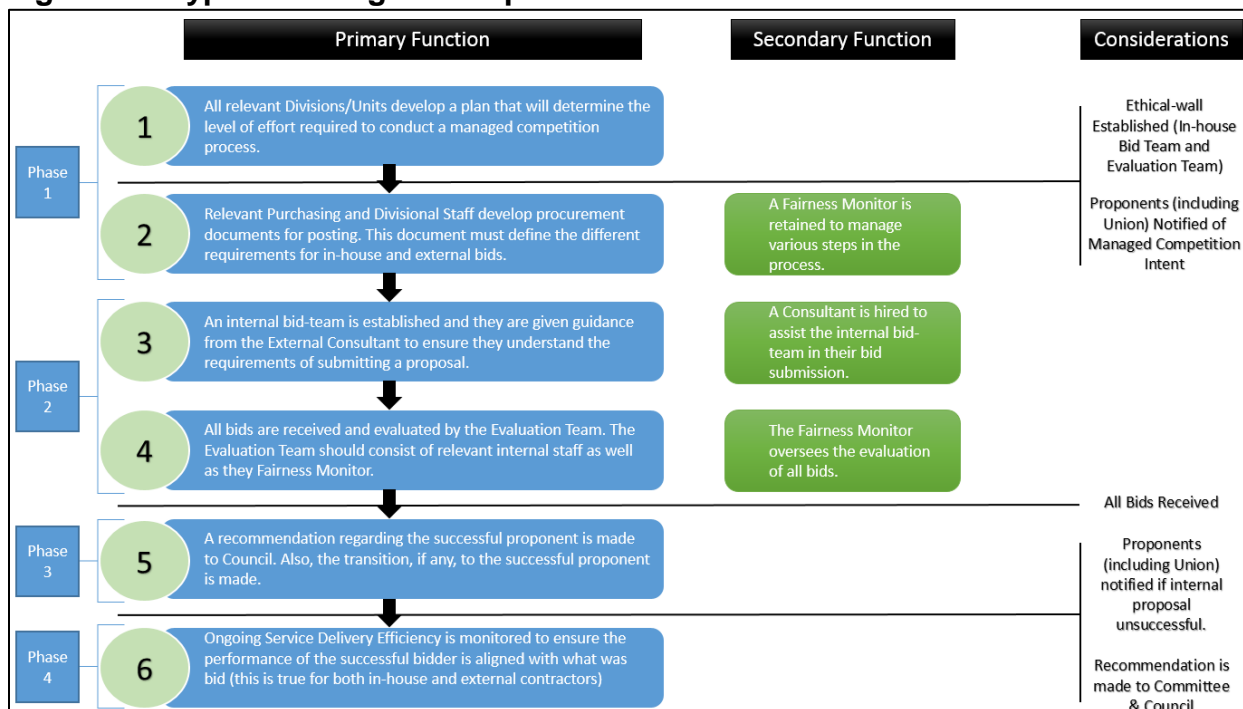 Primary Function
Secondary Function
Considerations
Phase
1
1
All relevant Divisions/Units develop a plan that will determine the
level of effort required to conduct a managed competition
process.
Ethical-wall
Established (In-house
Bid Team and
Evaluation Team)
2
Relevant Purchasing and Divisional Staff develop procurement
documents for posting. This document must define the different
requirements for in-house and external bids.
A Fairness Monitor is
retained to manage
various steps in the
process.
Proponents (including
Union) Notified of
Managed Competition
Intent
Phase
2
3
An internal bid-team is established and they are given guidance
from the External Consultant to ensure they understand the
requirements of submitting a proposal.
A Consultant is hired to
assist the internal bid-
team in their bid
submission.
4
All bids are received and evaluated by the Evaluation Team. The
Evaluation Team should consist of relevant internal staff as well
as they Fairness Monitor.
The Fairness Monitor
oversees the evaluation
of all bids.
All Bids Received
Phase
3
5
A recommendation regarding the successful proponent is made
to Council. Also, the transition, if any, to the successful proponent
is made.
Proponents
(including Union)
notified if internal
proposal
unsuccessful.
Phase
4
6
Ongoing Service Delivery Efficiency is monitored to ensure the
performance of the successful bidder is aligned with what was
bid (this is true for both in-house and external contractors)
Recommendation is
made to Committee
& Council